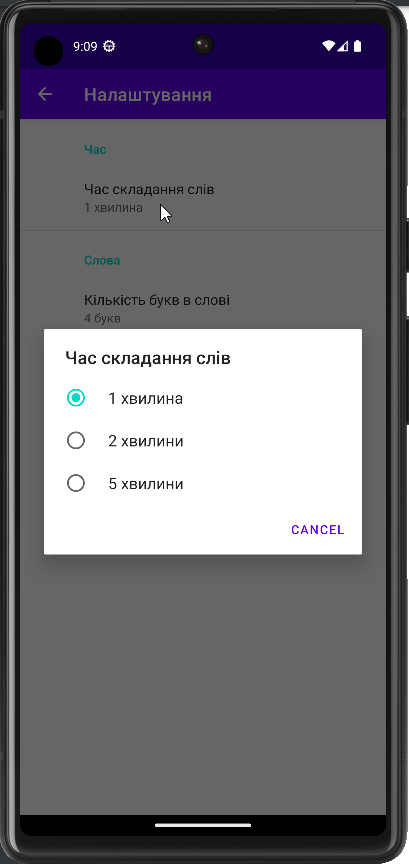 9:09
Налаштування
Час
Час складання слів
1 хвилина
Слова
Кількість букв в слові
4 букв
Час складання слів
1 хвилина
2 хвилини
5 хвилини
CANCEL